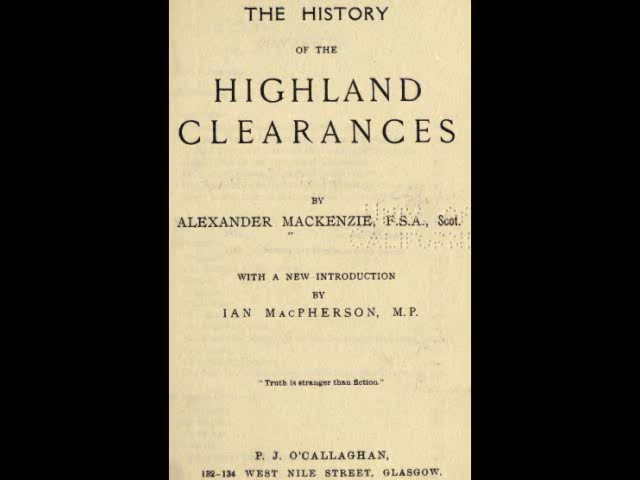 THE HISTORY
OF THE
HIGHLAND
CLEARANCES
BY
ALEXANDER MACKENZIE, F.S.A., Scot.
WITH A NEW INTRODUCTION
BY
IAN MACPHERSON, M.P.
"Truth is stranger than fiction."
P. J. O'CALLAGHAN,
132-134 WEST NILE STREET, GLASGOW.